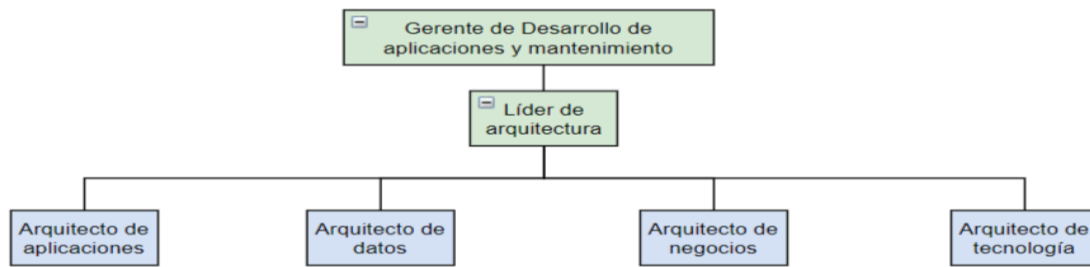 Gerente de Desarrollo de
aplicaciones y mantenimiento
Líder de
arquitectura
Arquitecto de
aplicaciones
Arquitecto de
datos
Arquitecto de
negocios
Arquitecto de
tecnología